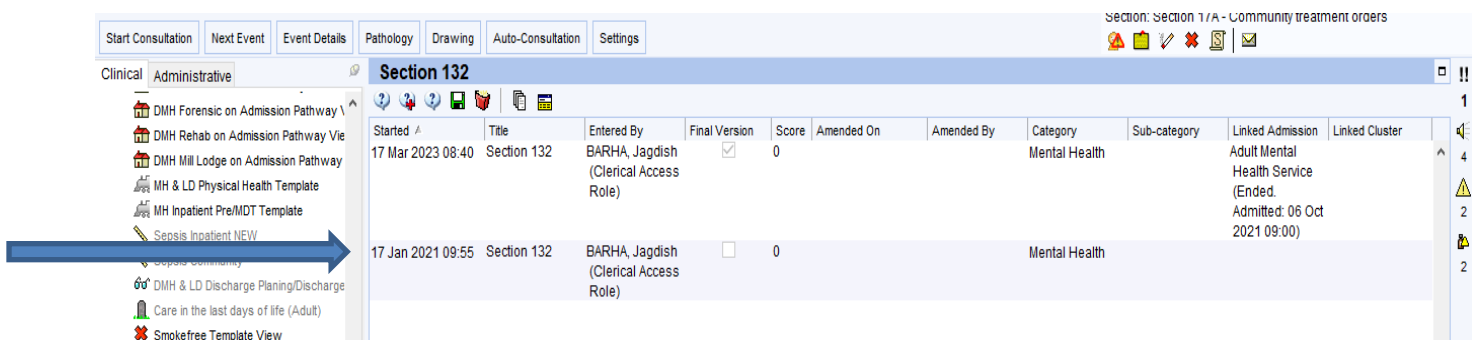 Section: Section 17A - Community treatment orders
Start Consultation Next Event Event Details Pathology Drawing Auto-Consultation Settings
Clinical Administrative
Section 132
!!
1
4
2
2
DMH Forensic on Admission Pathway V
DMH Rehab on Admission Pathway Vie
DMH Mill Lodge on Admission Pathway
MH & LD Physical Health Template
MH Inpatient Pre/MDT Template
Sepsis Inpatient NEW
Sepsis Community
DMH & LD Discharge Planing/Discharge
Care in the last days of life (Adult)
Smokefree Template View
Started Title Entered By Final Version Score Amended On Amended By Category Sub-category Linked Admission Linked Cluster
17 Mar 2023 08:40 Section 132 BARHA, Jagdish 0 Mental Health Adult Mental
(Clerical Access Health Service
Role) (Ended.
Admitted: 06 Oct
2021 09:00)
17 Jan 2021 09:55 Section 132 BARHA, Jagdish 0 Mental Health
(Clerical Access
Role)